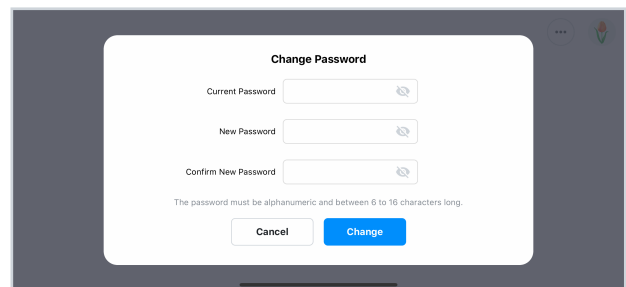 Change Password
Current Password
New Password
Confirm New Password
The password must be alphanumeric and between 6 to 16 characters long.
Cancel Change